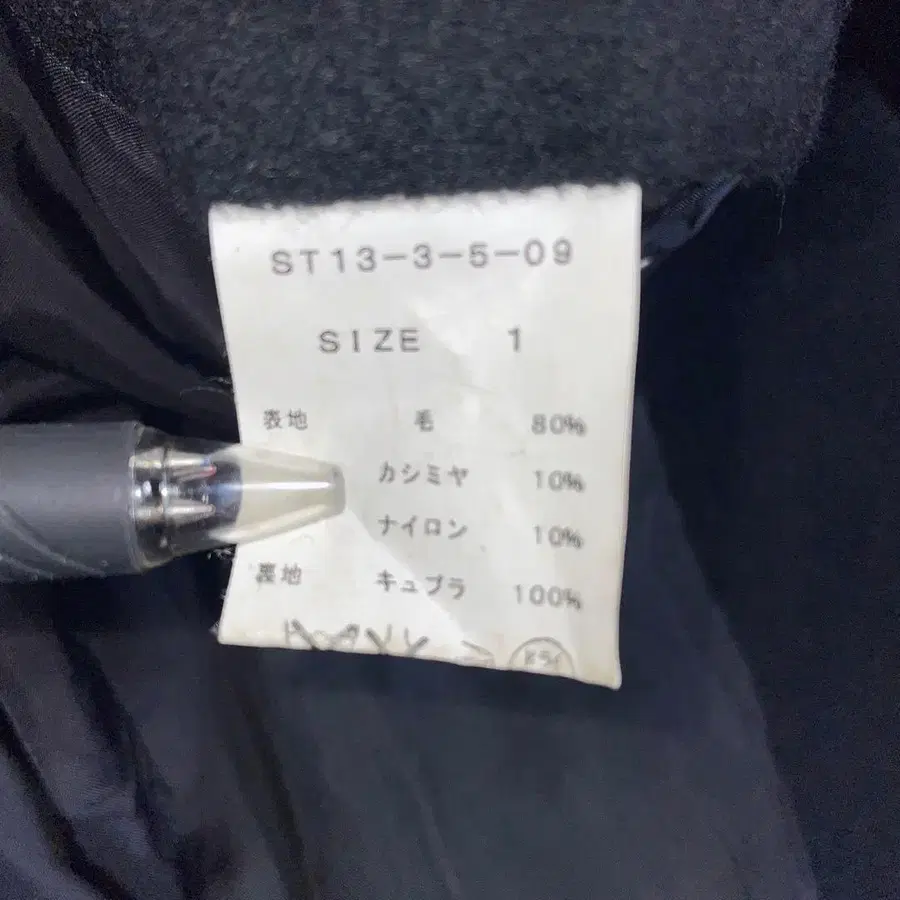 ST13-3-5-09
SIZE 1
表地 毛 80%
カシミヤ 10%
ナイロン 10%
裏地 キュプラ 100%